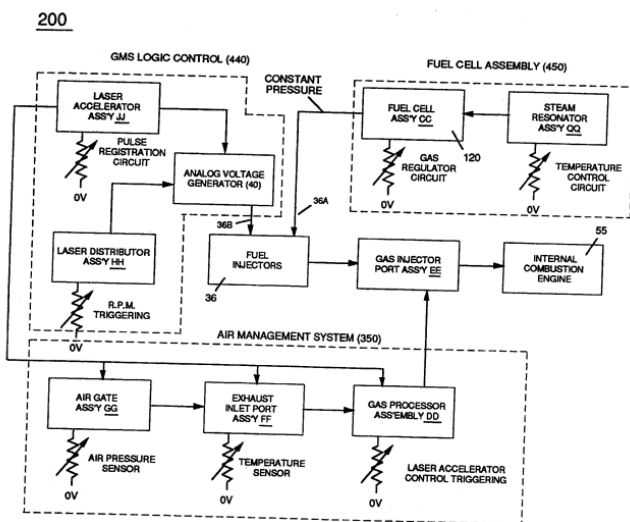 200
GMS LOGIC CONTROL (440)
LASER
ACCELERATOR
ASS'Y JJ
PULSE
REGISTRATION
CIRCUIT
0V
ANALOG VOLTAGE
GENERATOR (40)
LASER DISTRIBUTOR
ASS'Y HH
R.P.M.
TRIGGERING
0V
CONSTANT
PRESSURE
FUEL CELL ASSEMBLY (450)
FUEL CELL
ASS'Y CC
120
GAS
REGULATOR
CIRCUIT
0V
STEAM
RESONATOR
ASS'Y QQ
TEMPERATURE
CONTROL
CIRCUIT
0V
36A
36B
FUEL
INJECTORS
36
GAS INJECTOR
PORT ASS'Y EE
55
INTERNAL
COMBUSTION
ENGINE
AIR MANAGEMENT SYSTEM (350)
AIR GATE
ASS'Y GG
AIR PRESSURE
SENSOR
0V
EXHAUST
INLET PORT
ASS'Y FF
TEMPERATURE
SENSOR
0V
GAS PROCESSOR
ASS'EMBLY DD
LASER ACCELERATOR
CONTROL TRIGGERING
0V